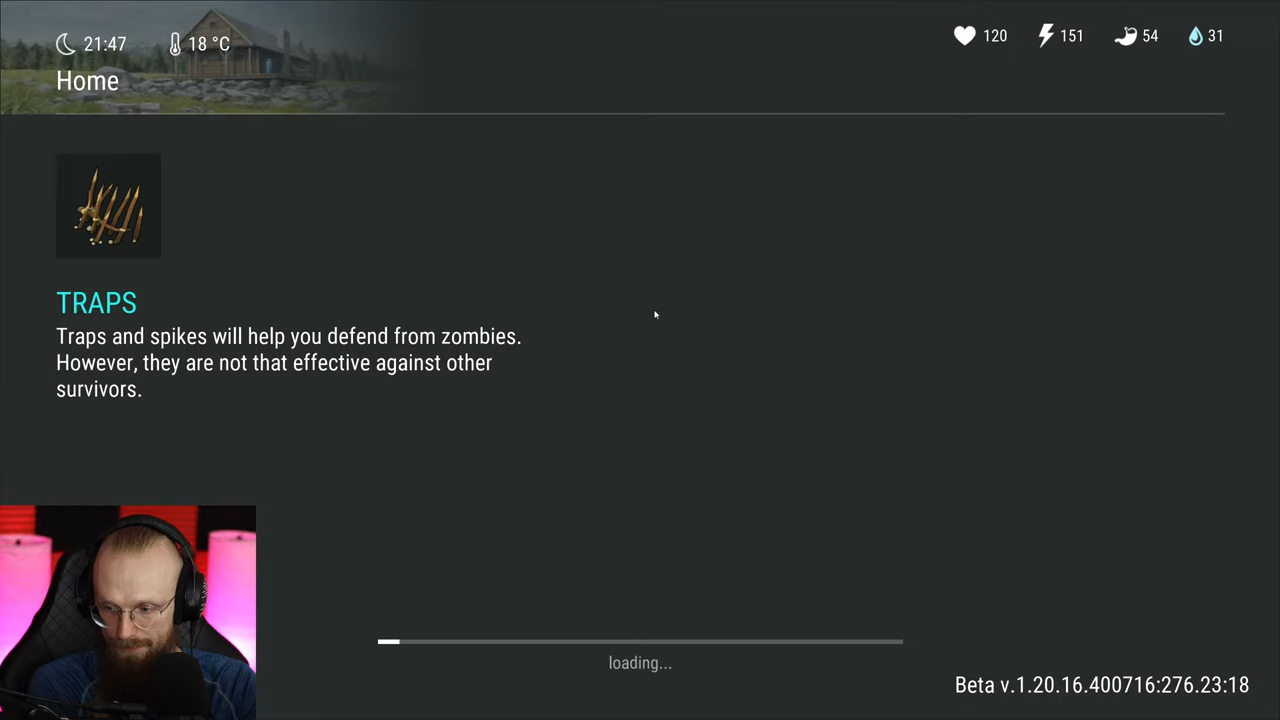 21:47 18 °C 120 151 54 31
Home
TRAPS
Traps and spikes will help you defend from zombies.
However, they are not that effective against other
survivors.
loading...
Beta v.1.20.16.400716:276.23:18